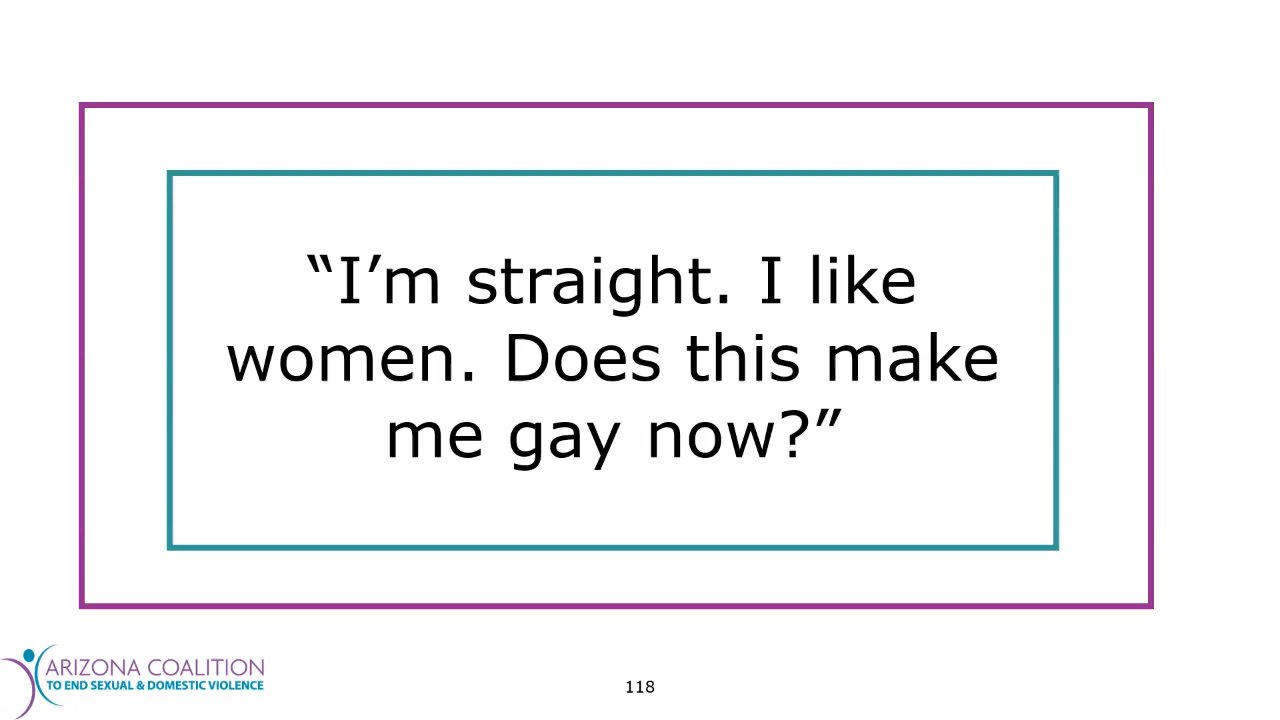 “I’m straight. I like
women. Does this make
me gay now?”
ARIZONA COALITION
TO END SEXUAL & DOMESTIC VIOLENCE
118